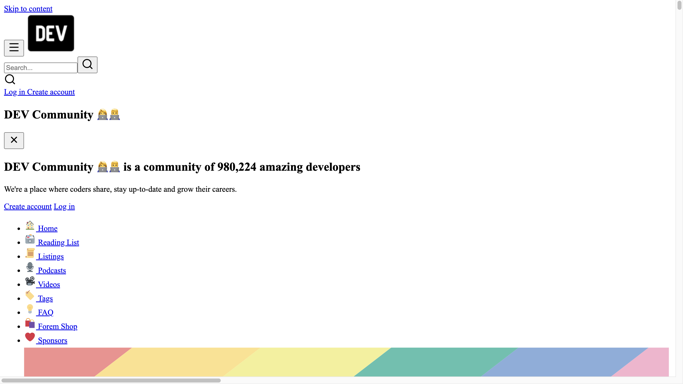 Skip to content
DEV
Search...
Log in Create account
DEV Community
DEV Community is a community of 980,224 amazing developers
We're a place where coders share, stay up-to-date and grow their careers.
Create account Log in
Home
Reading List
Listings
Podcasts
Videos
Tags
FAQ
Forem Shop
Sponsors